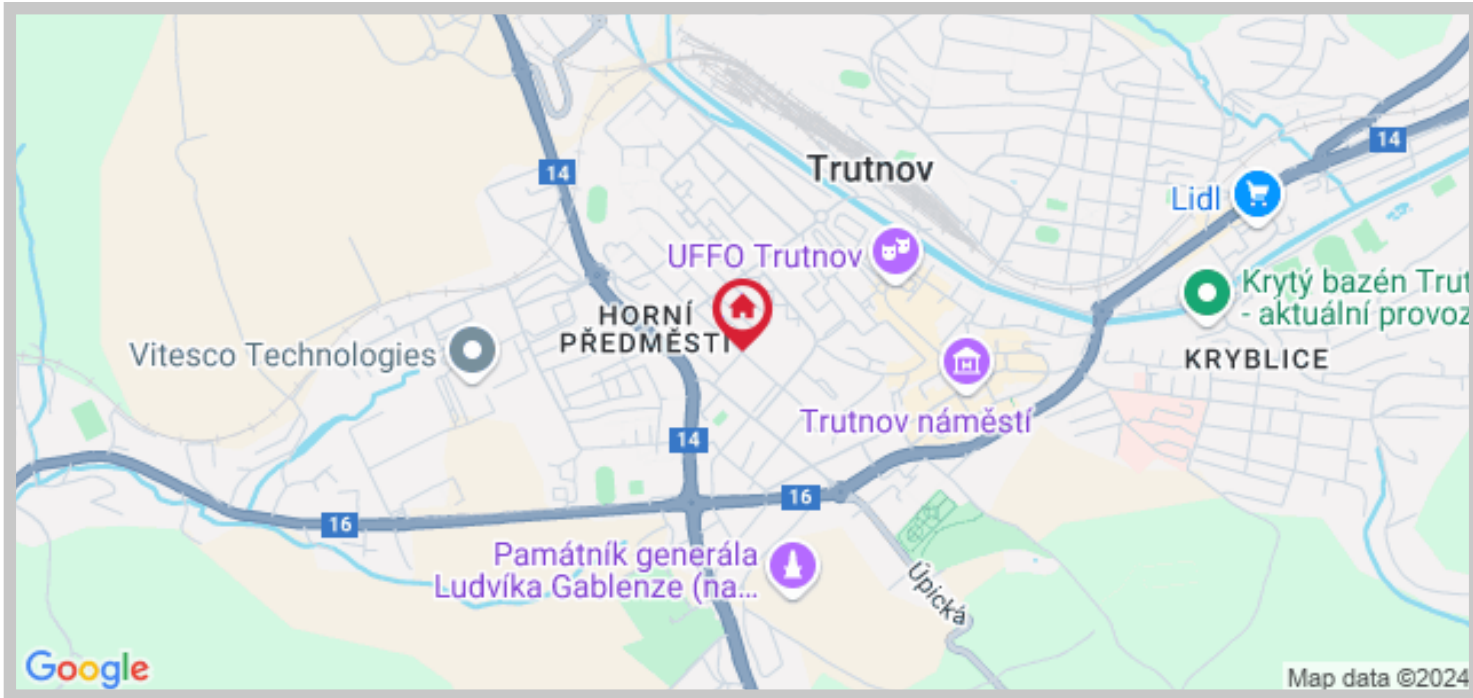 14
Trutnov
14
Lidl
UFFO Trutnov
Krytý bazén Trut
- aktuální provoz
HORNÍ
PŘEDMĚSTÍ
Vitesco Technologies
KRYBLICE
Trutnov náměstí
14
16
16
Památník generála
Ludvíka Gablenze (na...
Úpická
Google
Map data ©2024